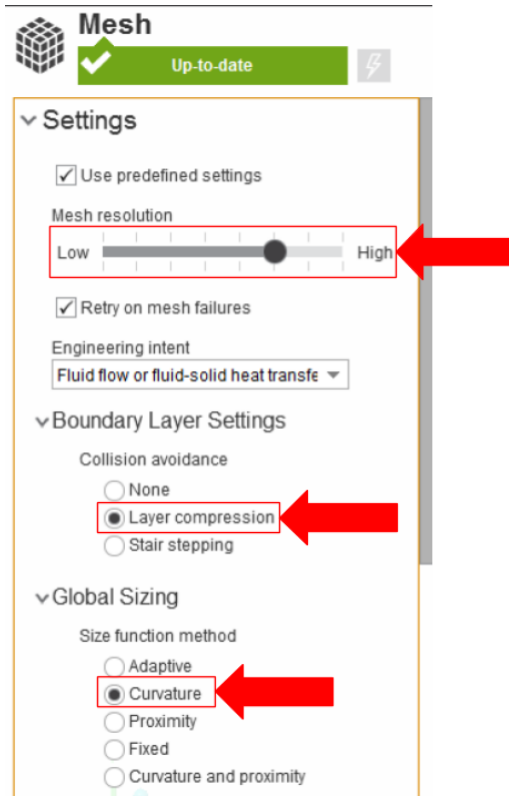 Mesh
Up-to-date
Settings
Use predefined settings
Mesh resolution
Low High
Retry on mesh failures
Engineering intent
Fluid flow or fluid-solid heat transfe
Boundary Layer Settings
Collision avoidance
None
Layer compression
Stair stepping
Global Sizing
Size function method
Adaptive
Curvature
Proximity
Fixed
Curvature and proximity